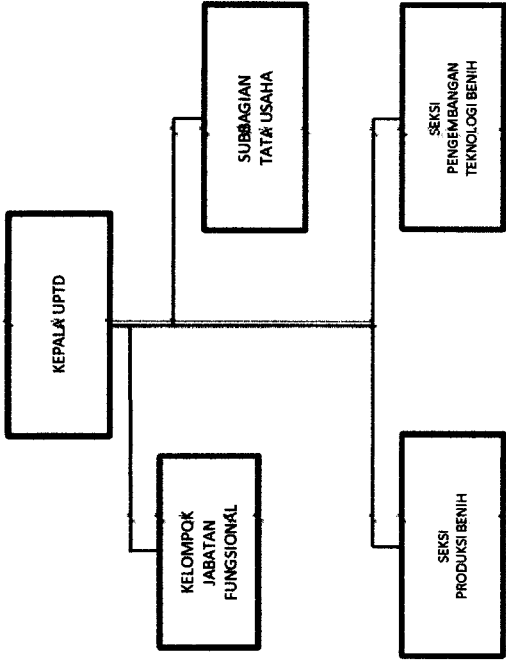 KEPALA UPTD
KELOMPOK
JABATAN
FUNGSIONAL
SUBBAGIAN
TATA USAHA
SEKSI
PRODUKSI BENIH
SEKSI
PENGEMBANGAN
TEKNOLOGI BENIH